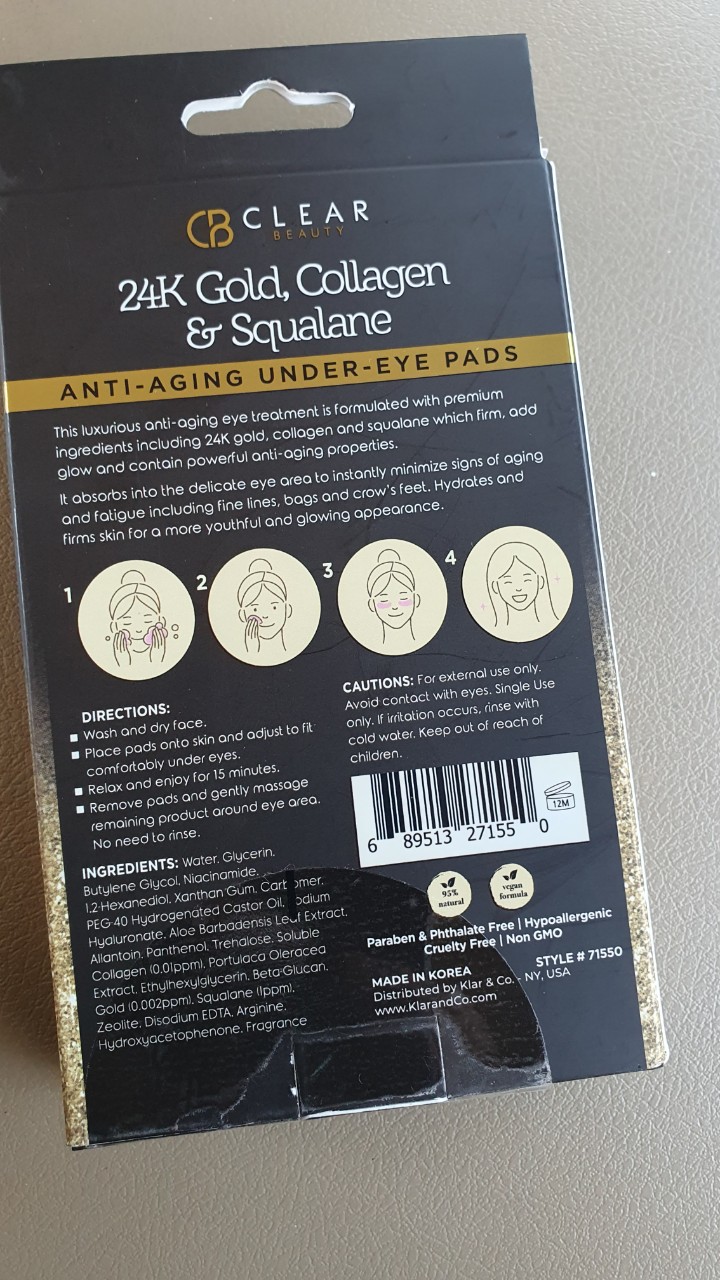 CB CLEAR
BEAUTY
24K Gold, Collagen
& Squalane
ANTI-AGING UNDER-EYE PADS
This luxurious anti-aging eye treatment is formulated with premium
ingredients including 24K gold, collagen and squalane which firm, add
glow and contain powerful anti-aging properties.
It absorbs into the delicate eye area to instantly minimize signs of aging
and fatigue including fine lines, bags and crow's feet. Hydrates and
firms skin for a more youthful and glowing appearance.
1 2 3 4
DIRECTIONS:
Wash and dry face.
Place pads onto skin and adjust to fit
comfortably under eyes.
Relax and enjoy for 15 minutes.
Remove pads and gently massage
remaining product around eye area.
No need to rinse.
INGREDIENTS: Water, Glycerin,
Butylene Glycol, Niacinamide,
1,2-Hexanediol, Xanthan Gum, Carbomer,
PEG-40 Hydrogenated Castor Oil, Sodium
Hyaluronate, Aloe Barbadensis Leaf Extract,
Allantoin, Panthenol, Trehalose, Soluble
Collagen (0.01ppm), Portulaca Oleracea
Extract, Ethylhexylglycerin, Beta-Glucan,
Gold (0.002ppm), Squalane (1ppm),
Zeolite, Disodium EDTA, Arginine,
Hydroxyacetophenone, Fragrance
CAUTIONS: For external use only.
Avoid contact with eyes. Single Use
only. If irritation occurs, rinse with
cold water. Keep out of reach of
children.
12M
6 89513 27155 0
95%
natural
vegan
formula
Paraben & Phthalate Free | Hypoallergenic
Cruelty Free | Non GMO
STYLE # 71550
MADE IN KOREA
Distributed by Klar & Co. - NY, USA
www.KlarandCo.com